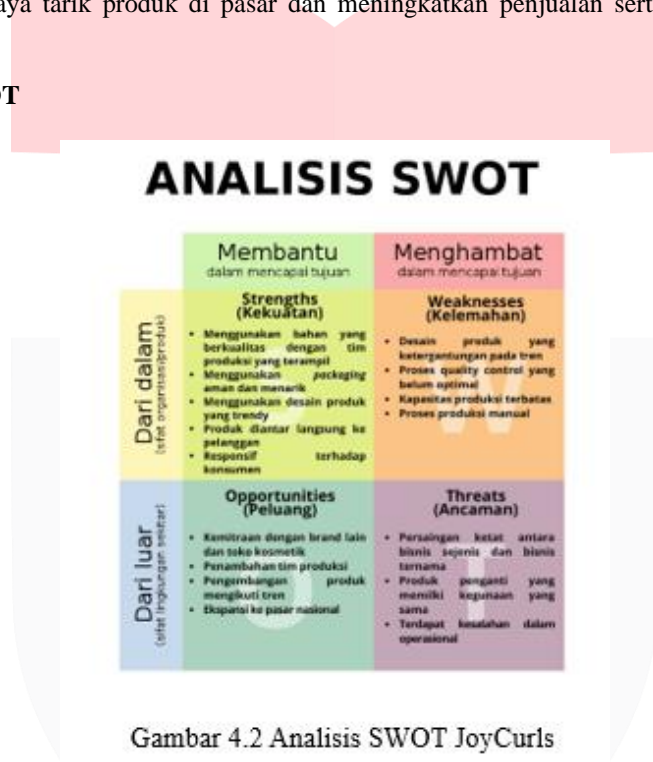 aya tarik produk di pasar dan meningkatkan penjualan sert
OT
ANALISIS SWOT
Membantu
dalam mencapai tujuan
Menghambat
dalam mencapai tujuan
Dari dalam
(sifat organisasi/produk)
Strengths
(Kekuatan)
• Menggunakan bahan yang
berkualitas dengan tim
produksi yang terampil
• Menggunakan packaging
aman dan menarik
• Menggunakan desain produk
yang trendy
• Produk diantar langsung ke
pelanggan
• Responsif terhadap
konsumen
S
Weaknesses
(Kelemahan)
• Desain produk yang
ketergantungan pada tren
• Proses quality control yang
belum optimal
• Kapasitas produksi terbatas
• Proses produksi manual
W
Dari luar
(sifat lingkungan sekitar)
Opportunities
(Peluang)
• Kemitraan dengan brand lain
dan toko kosmetik
• Penambahan tim produksi
• Pengembangan produk
mengikuti tren
• Ekspansi ke pasar nasional
O
Threats
(Ancaman)
• Persaingan ketat antara
bisnis sejenis dan bisnis
ternama
• Produk penganti yang
memilki kegunaan yang
sama
• Terdapat kesalahan dalam
operasional
T
Gambar 4.2 Analisis SWOT JoyCurls